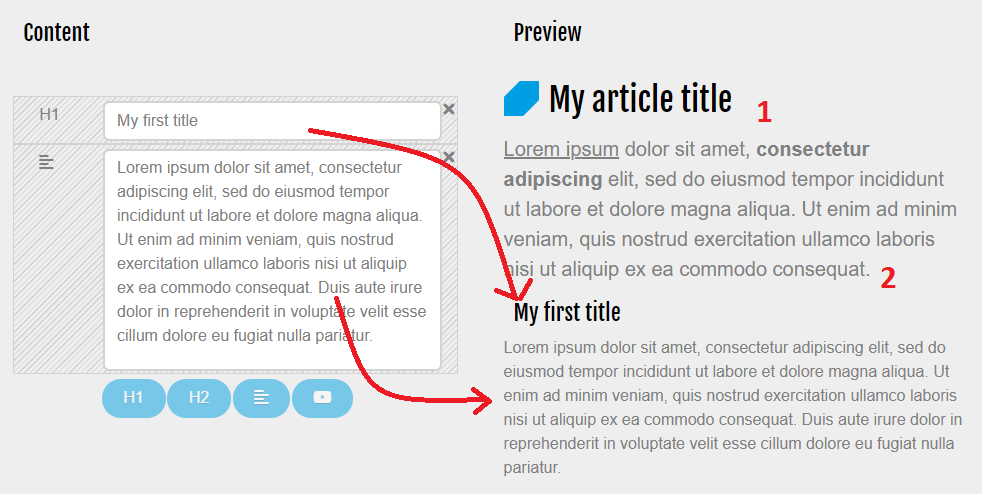 Content
H1
My first title
Lorem ipsum dolor sit amet, consectetur
adipiscing elit, sed do eiusmod tempor
incididunt ut labore et dolore magna aliqua.
Ut enim ad minim veniam, quis nostrud
exercitation ullamco laboris nisi ut aliquip
ex ea commodo consequat. Duis aute irure
dolor in reprehenderit in voluptate velit esse
cillum dolore eu fugiat nulla pariatur.
H1 H2
Preview
My article title 1
Lorem ipsum dolor sit amet, consectetur
adipiscing elit, sed do eiusmod tempor incididunt
ut labore et dolore magna aliqua. Ut enim ad minim
veniam, quis nostrud exercitation ullamco laboris
nisi ut aliquip ex ea commodo consequat. 2
My first title
Lorem ipsum dolor sit amet, consectetur adipiscing elit, sed do
eiusmod tempor incididunt ut labore et dolore magna aliqua. Ut
enim ad minim veniam, quis nostrud exercitation ullamco laboris
nisi ut aliquip ex ea commodo consequat. Duis aute irure dolor in
reprehenderit in voluptate velit esse cillum dolore eu fugiat nulla
pariatur.